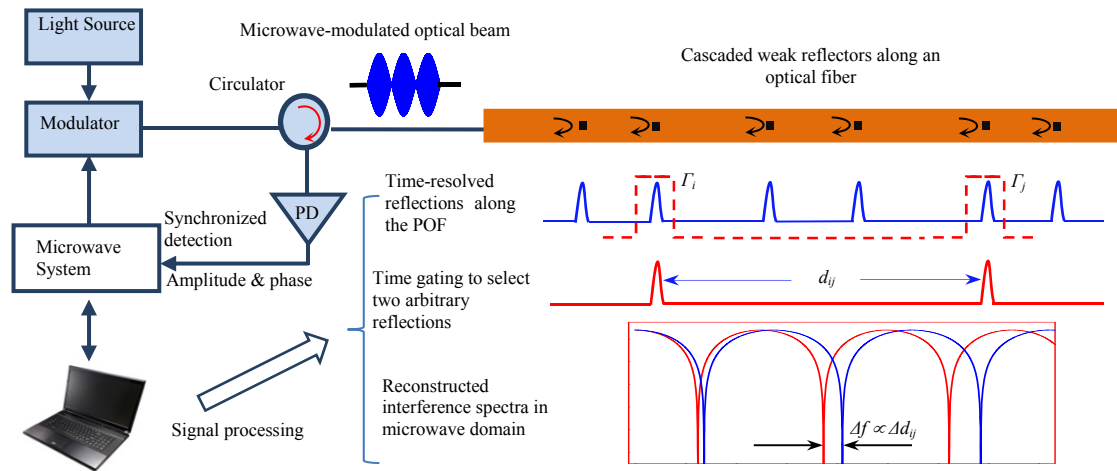 Light Source
Modulator
Microwave
System
Circulator
Microwave-modulated optical beam
Cascaded weak reflectors along an
optical fiber
PD
Synchronized
detection
Amplitude & phase
Signal processing
Time-resolved
reflections along
the POF
Γi
Γj
Time gating to select
two arbitrary
reflections
dij
Reconstructed
interference spectra in
microwave domain
Δf ∝ Δdij